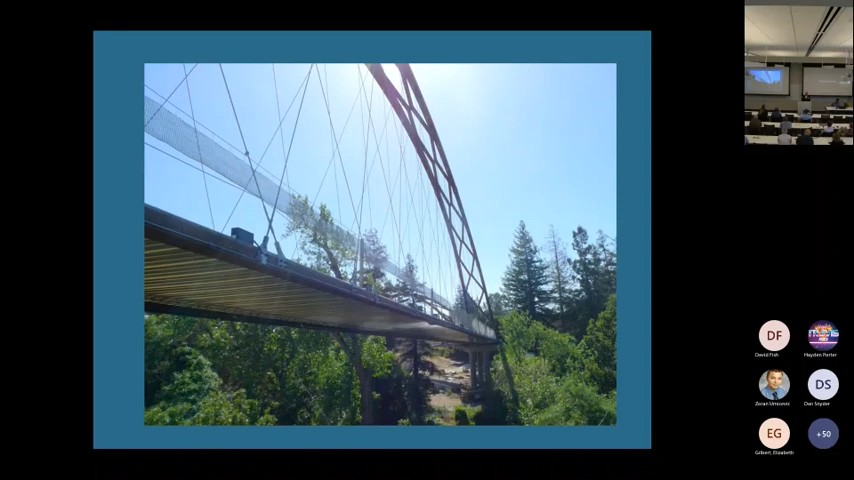 DF
David Fish
Hayden Porter
Zoran Umicevic
DS
Dan Snyder
EG
Gilbert, Elizabeth
+50